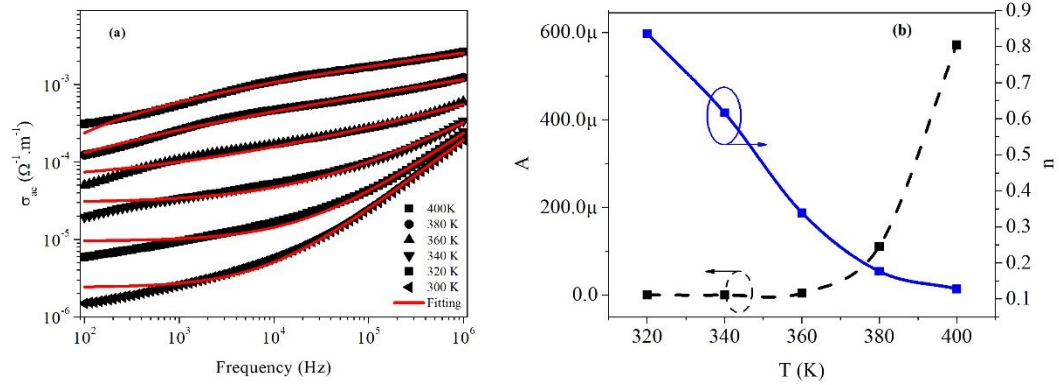 (a)
10⁻³
10⁻⁴
10⁻⁵
10⁻⁶
σac (Ω⁻¹.m⁻¹)
400K
380 K
360 K
340 K
320 K
300 K
Fitting
10² 10³ 10⁴ 10⁵ 10⁶
Frequency (Hz)
(b)
600.0μ
400.0μ
200.0μ
0.0
A
0.9
0.8
0.7
0.6
0.5
0.4
0.3
0.2
0.1
n
320 340 360 380 400
T (K)